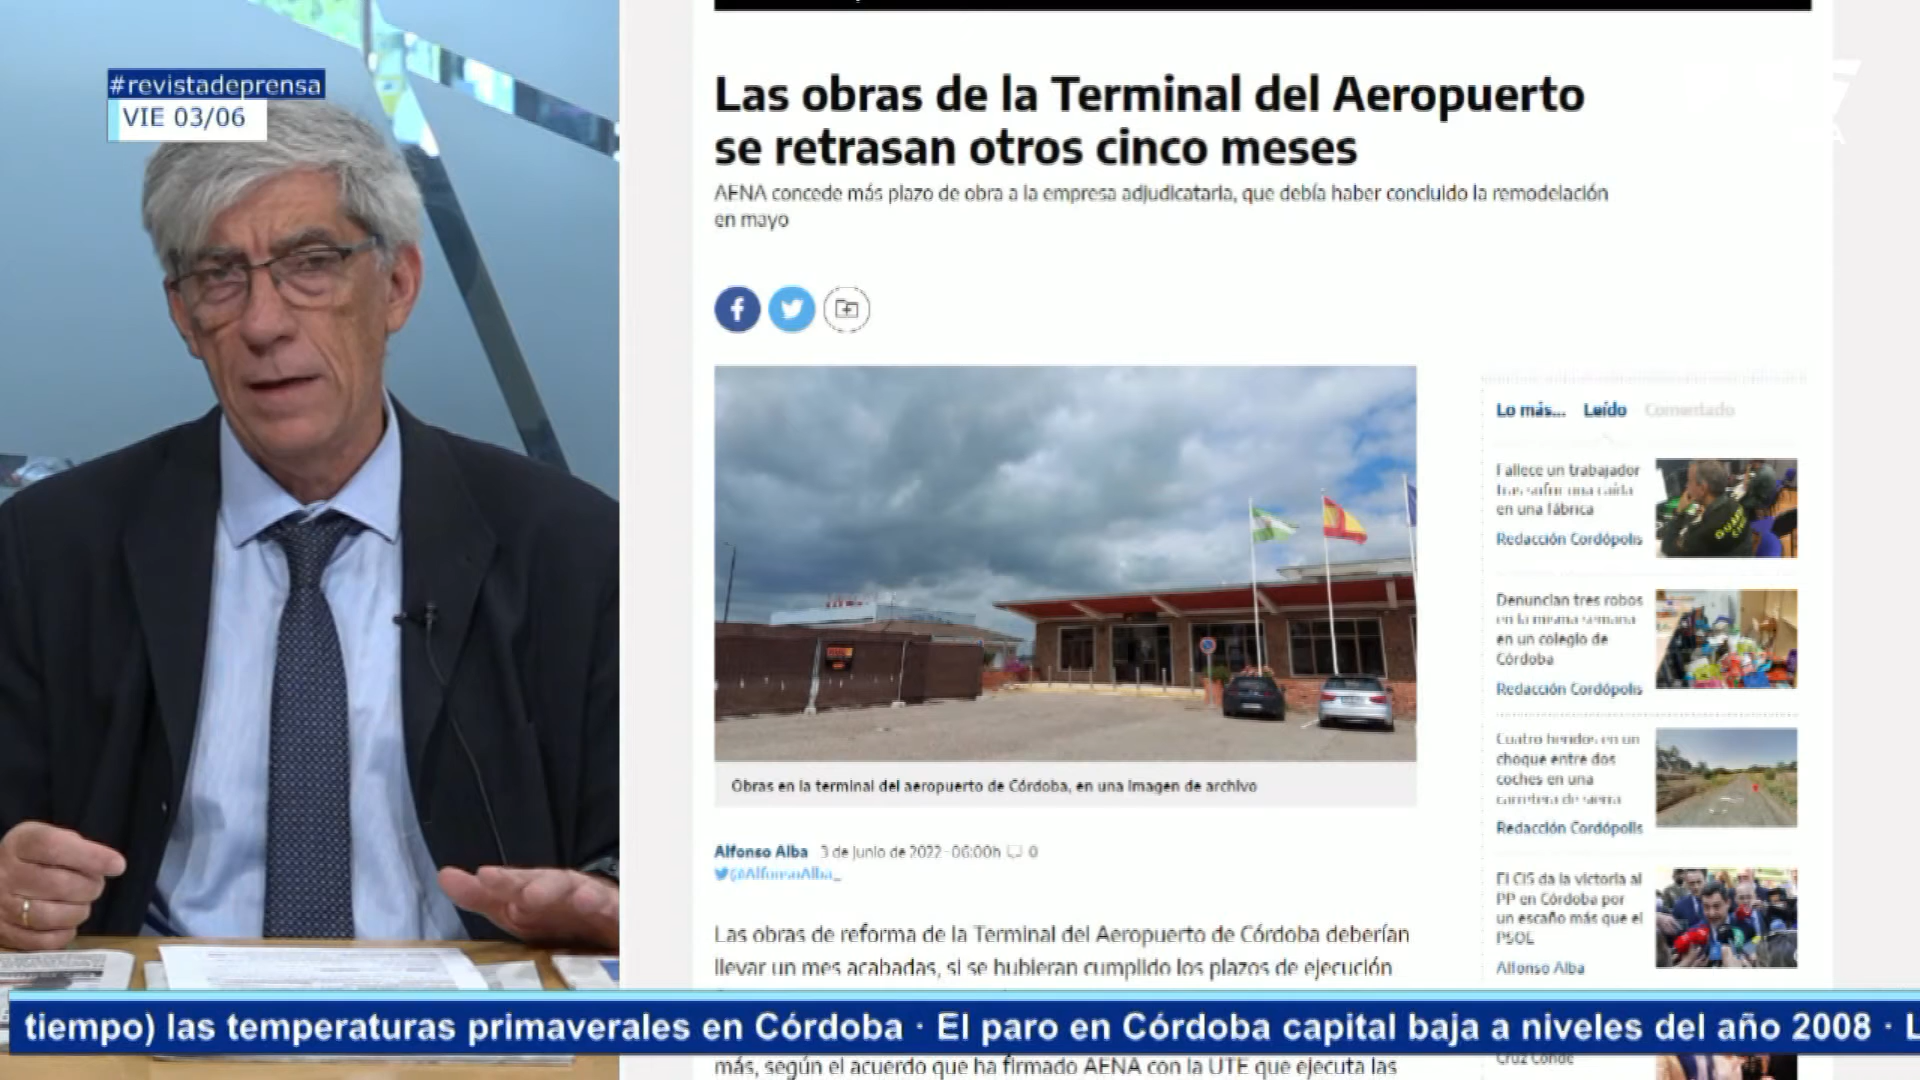 #revistadeprensa
VIE 03/06
Las obras de la Terminal del Aeropuerto
se retrasan otros cinco meses
AENA concede más plazo de obra a la empresa adjudicataria, que debía haber concluido la remodelación
en mayo
Obras en la terminal del aeropuerto de Córdoba, en una imagen de archivo
Alfonso Alba 3 de junio de 2022 - 06:00h 0
@AlfonsoAlba_
Las obras de reforma de la Terminal del Aeropuerto de Córdoba deberían
llevar un mes acabadas, si se hubieran cumplido los plazos de ejecución
más, según el acuerdo que ha firmado AENA con la UTE que ejecuta las
Lo más... Leído Comentado
Fallece un trabajador
tras sufrir una caída
en una fábrica
Redacción Cordópolis
Denuncian tres robos
en la misma semana
en un colegio de
Córdoba
Redacción Cordópolis
Cuatro heridos en un
choque entre dos
coches en una
carretera de sierra
Redacción Cordópolis
El CIS da la victoria al
PP en Córdoba por
un escaño más que el
PSOE
Alfonso Alba
Cruz Conde
tiempo) las temperaturas primaverales en Córdoba · El paro en Córdoba capital baja a niveles del año 2008 · L